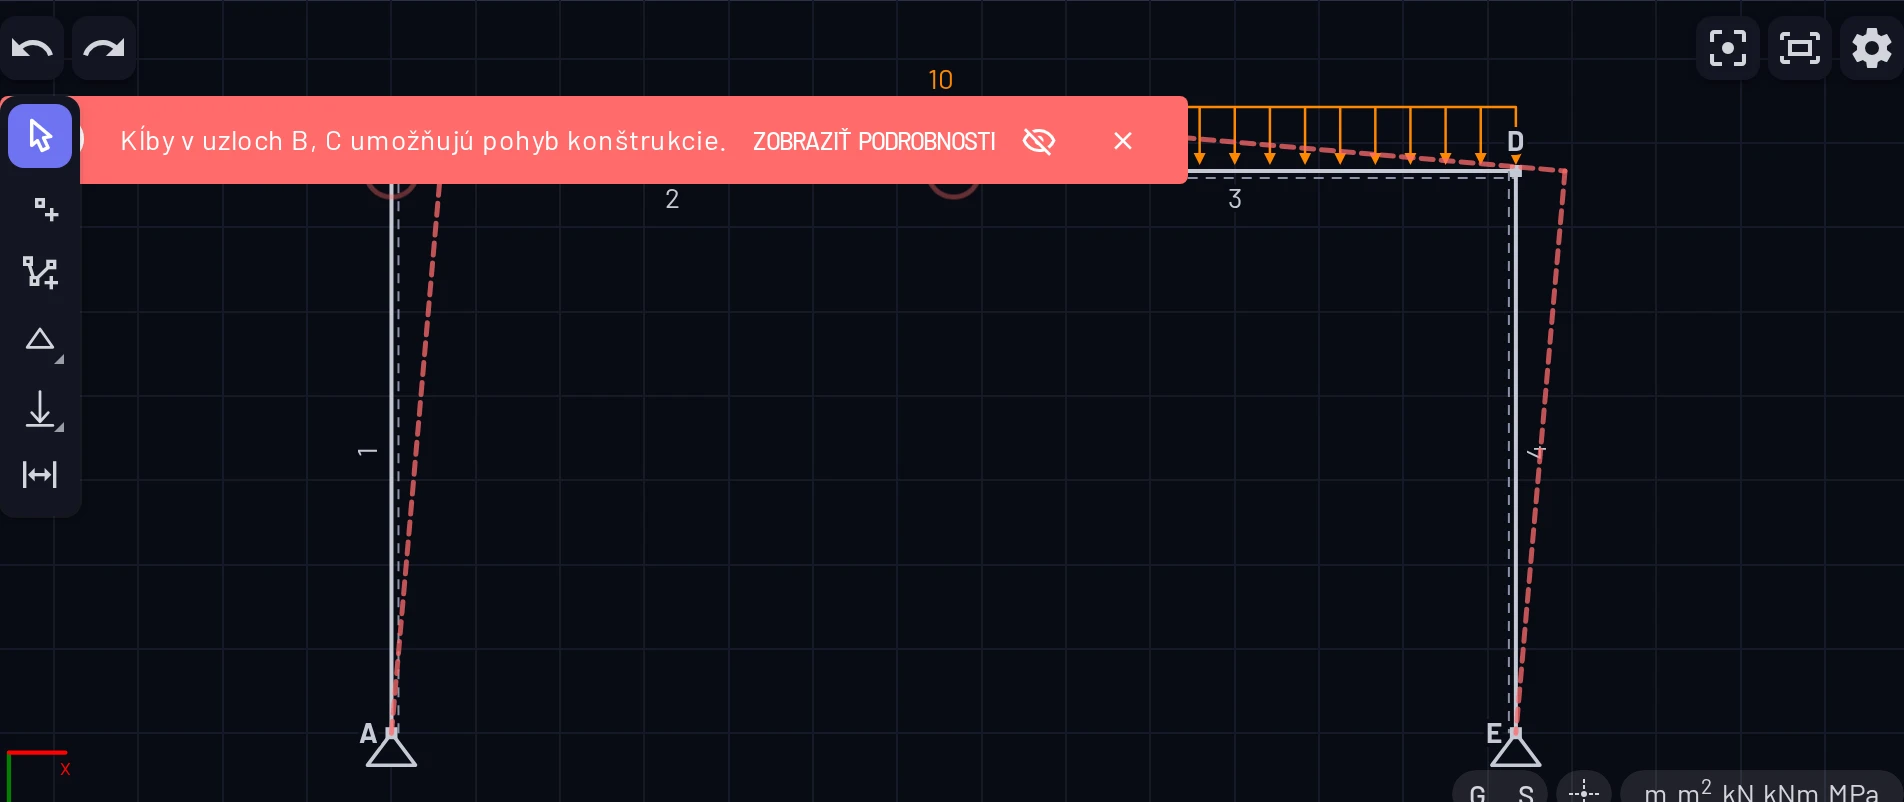 10
Kĺby v uzloch B, C umožňujú pohyb konštrukcie. ZOBRAZIŤ PODROBNOSTI
D
2
3
1
4
A
E
x
G S
m m² kN kNm MPa